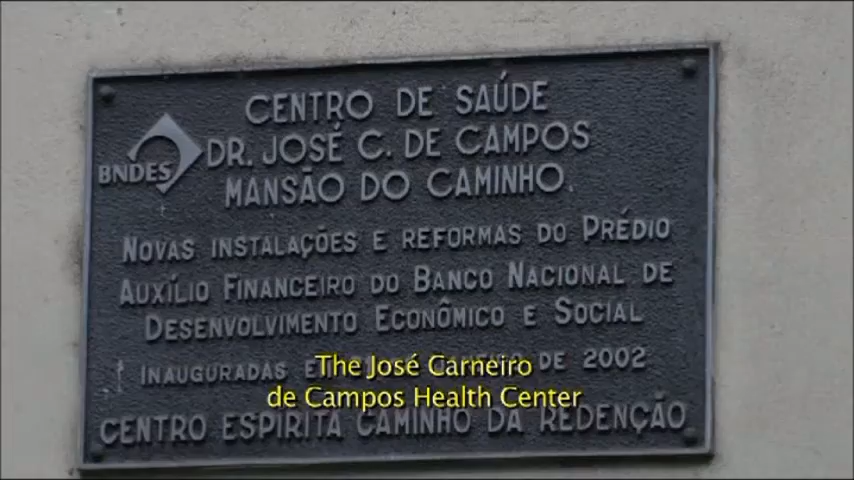 CENTRO DE SAÚDE
BNDES
DR. JOSÉ C. DE CAMPOS
MANSÃO DO CAMINHO.
NOVAS INSTALAÇÕES E REFORMAS DO PRÉDIO
AUXÍLIO FINANCEIRO DO BANCO NACIONAL DE
DESENVOLVIMENTO ECONÔMICO E SOCIAL
INAUGURADAS DE 2002
The José Carneiro
de Campos Health Center
CENTRO ESPÍRITA CAMINHO DA REDENÇÃO